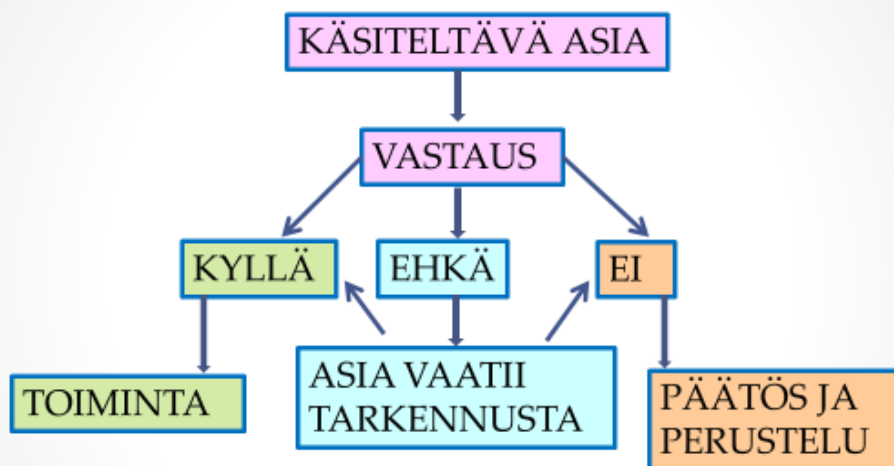 KÄSITELTÄVÄ ASIA
VASTAUS
KYLLÄ
EHKÄ
EI
TOIMINTA
ASIA VAATII
TARKENNUSTA
PÄÄTÖS JA
PERUSTELU